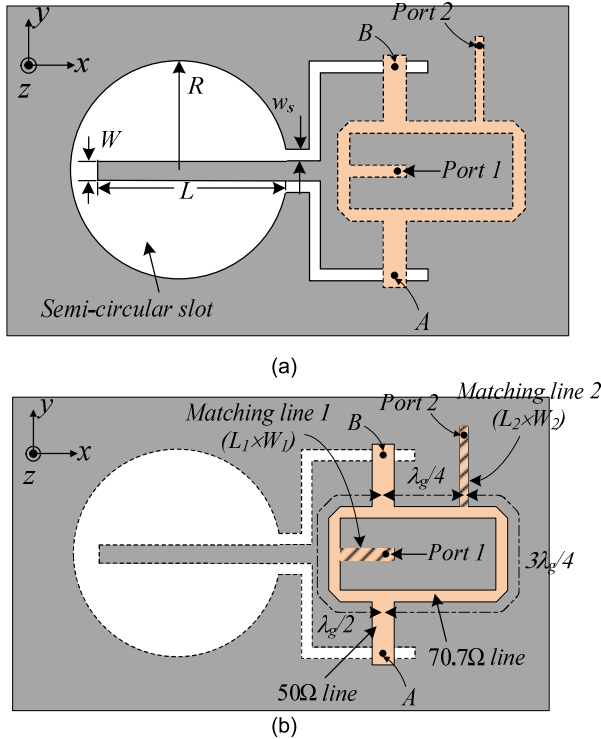 y
x
z
R
W
L
w_s
B
Port 2
Port 1
A
Semi-circular slot
(a)
y
x
z
Matching line 1
(L_1×W_1)
B
Port 2
Matching line 2
(L_2×W_2)
λ_g/4
Port 1
3λ_g/4
λ_g/2
70.7Ω line
50Ω line
A
(b)